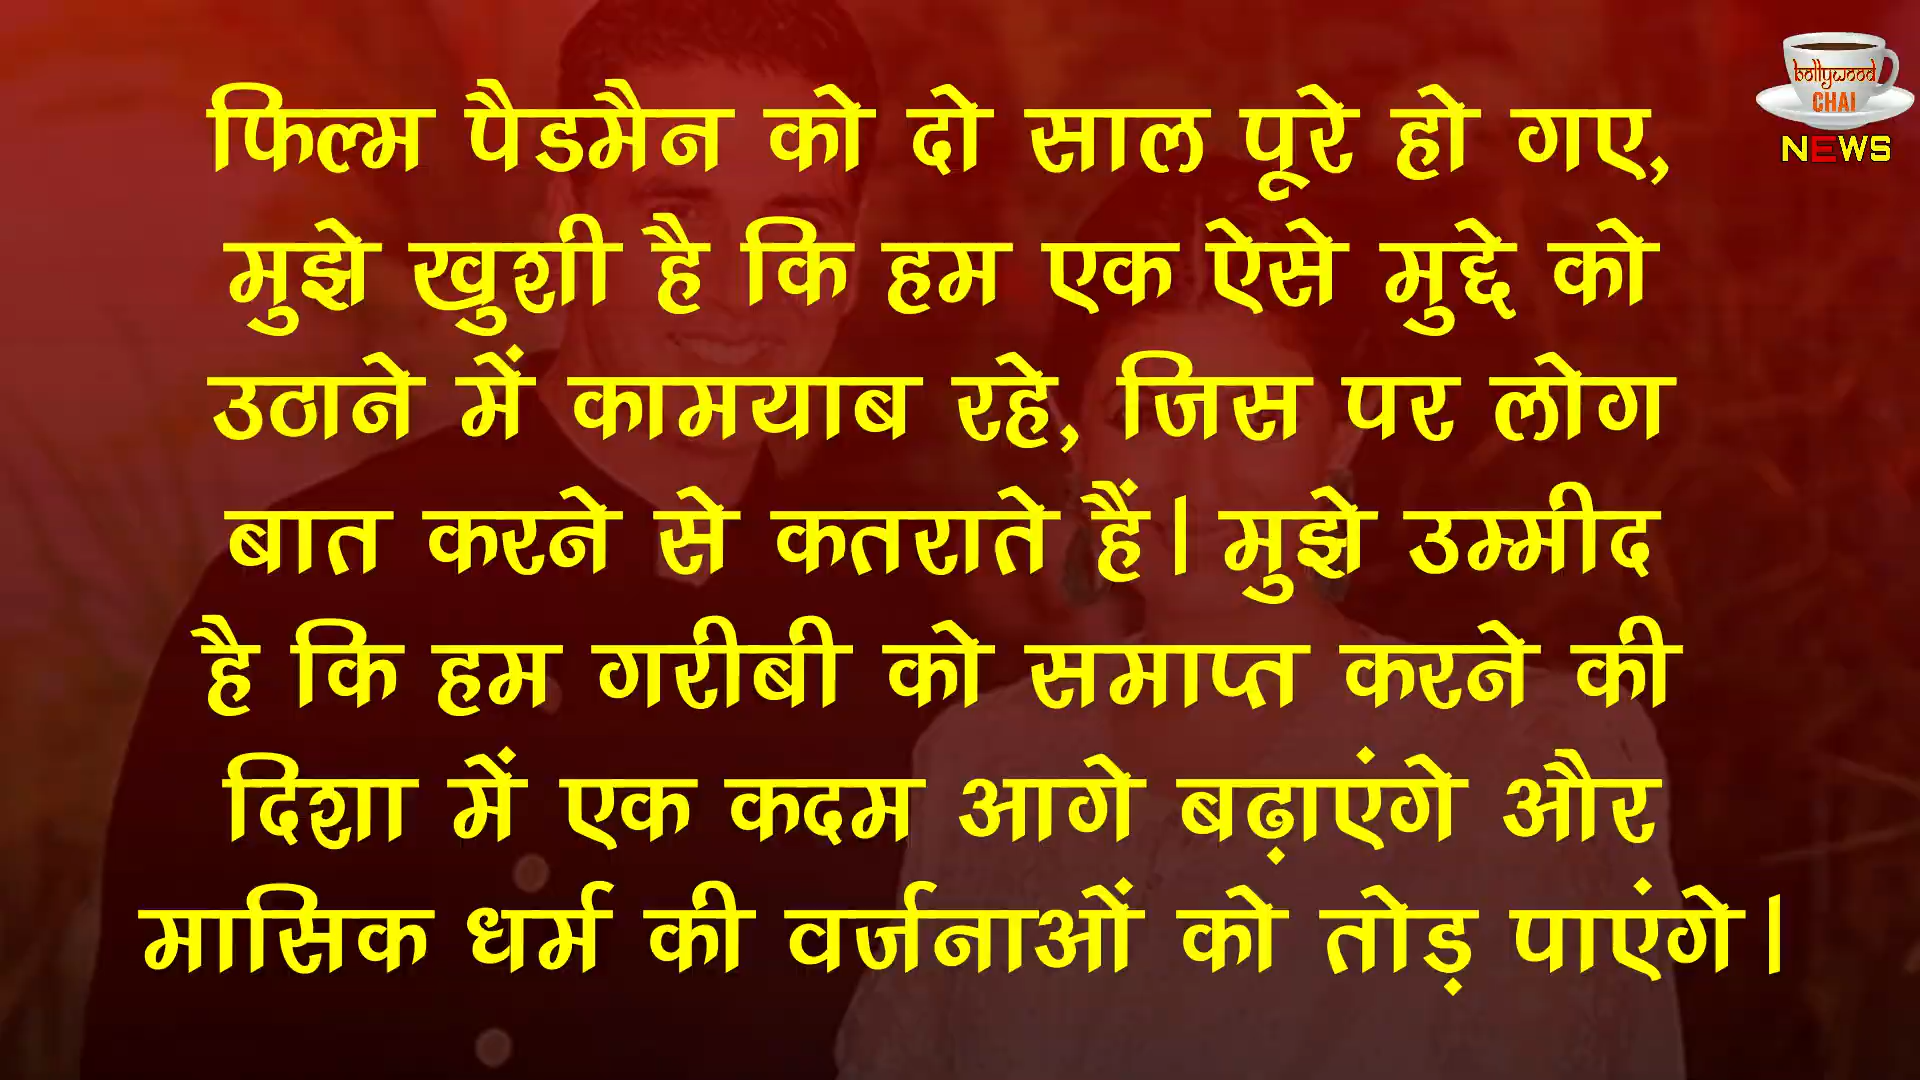 फिल्म पैडमैन को दो साल पूरे हो गए,
मुझे खुशी है कि हम एक ऐसे मुद्दे को
उठाने में कामयाब रहे, जिस पर लोग
बात करने से कतराते हैं। मुझे उम्मीद
है कि हम गरीबी को समाप्त करने की
दिशा में एक कदम आगे बढ़ाएंगे और
मासिक धर्म की वर्जनाओं को तोड़ पाएंगे।
bollywood
CHAI
NEWS